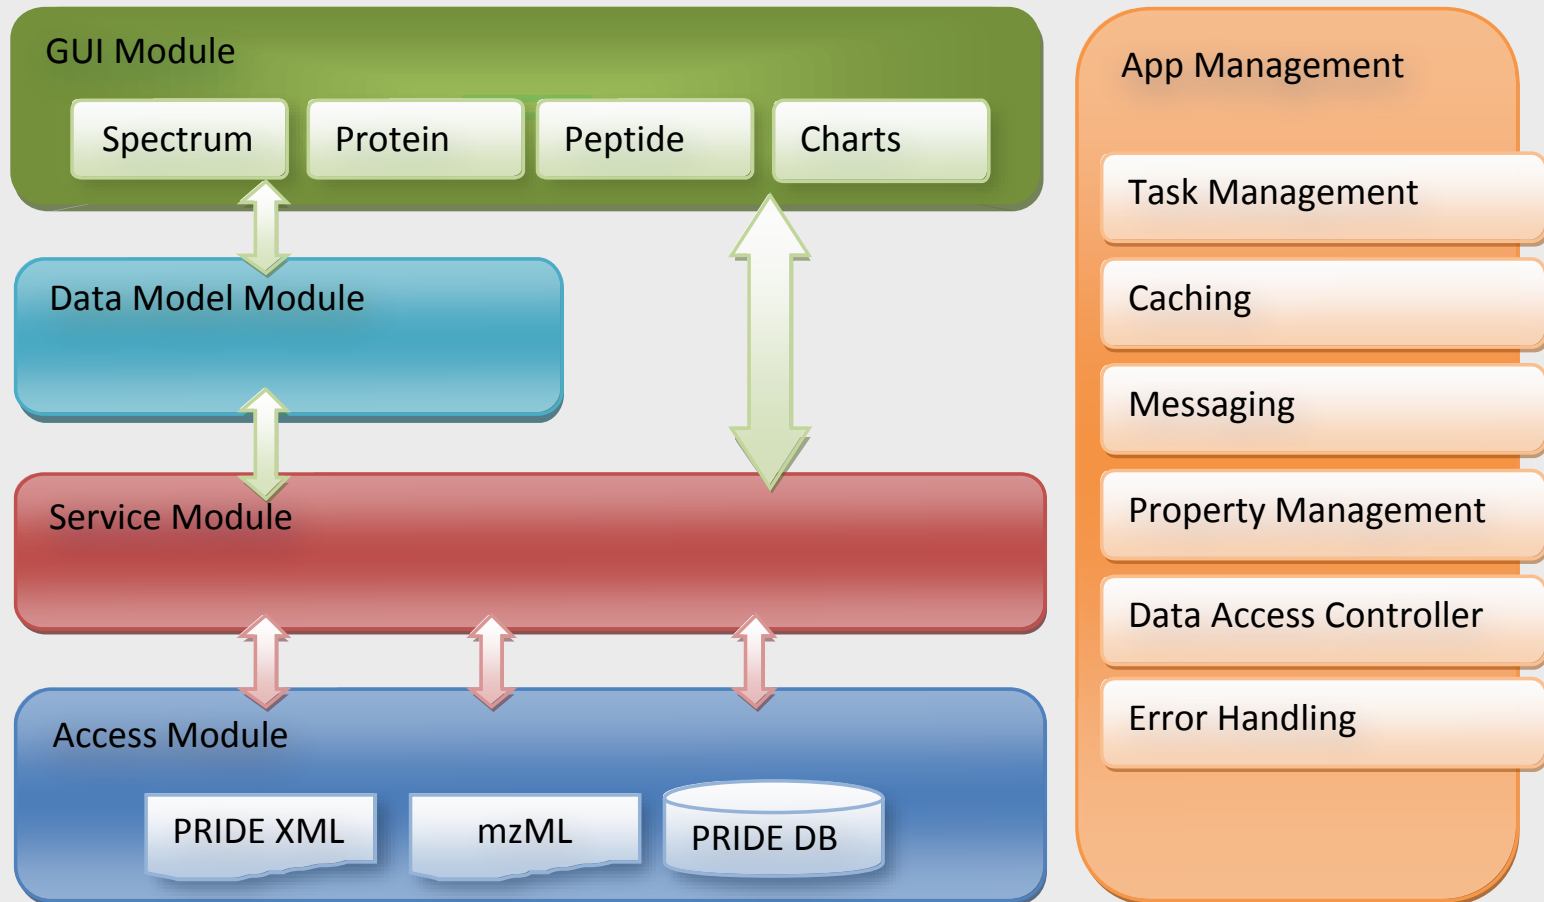 GUI Module
Spectrum
Protein
Peptide
Charts
Data Model Module
Service Module
Access Module
PRIDE XML
mzML
PRIDE DB
App Management
Task Management
Caching
Messaging
Property Management
Data Access Controller
Error Handling